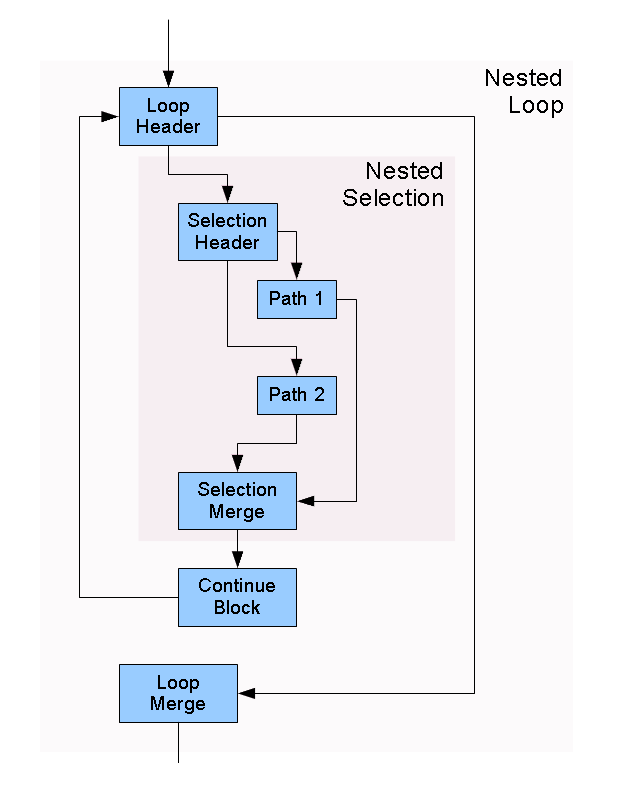 Nested
Loop
Loop
Header
Nested
Selection
Selection
Header
Path 1
Path 2
Selection
Merge
Continue
Block
Loop
Merge